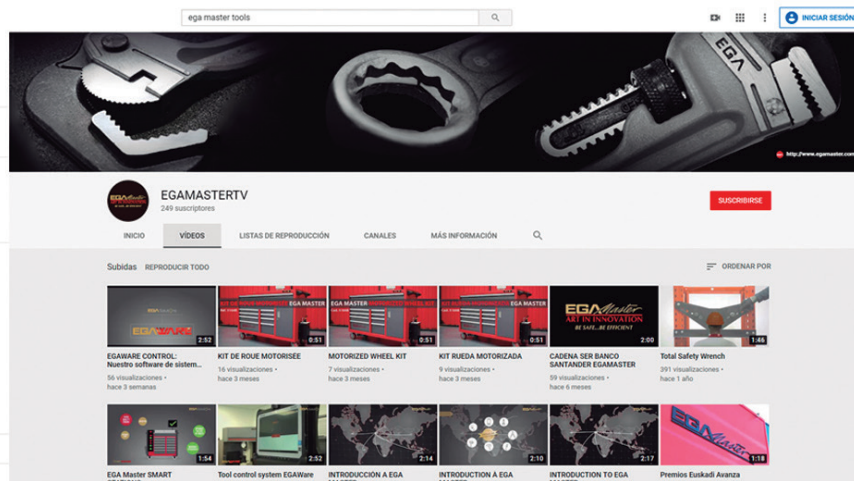 ega master tools
INICIAR SESIÓN
EGA
http://www.egamaster.com
EGA Master
EGAMASTERTV
249 suscriptores
SUSCRIBIRSE
INICIO VÍDEOS LISTAS DE REPRODUCCIÓN CANALES MÁS INFORMACIÓN
Subidas REPRODUCIR TODO ORDENAR POR
EGAWARE
2:52
EGA MASTER
0:51
EGA MASTER
0:51
EGA MASTER
0:51
EGA Master
ART IN INNOVATION
BE SAFE...BE EFFICIENT
2:00
1:46
EGAWARE CONTROL:
Nuestro software de sistem...
56 visualizaciones •
hace 3 semanas
KIT DE ROUE MOTORISÉE
16 visualizaciones •
hace 3 meses
MOTORIZED WHEEL KIT
7 visualizaciones •
hace 3 meses
KIT RUEDA MOTORIZADA
9 visualizaciones •
hace 3 meses
CADENA SER BANCO
SANTANDER EGAMASTER
59 visualizaciones •
hace 6 meses
Total Safety Wrench
391 visualizaciones •
hace 1 año
1:54
2:52
2:14
2:10
2:17
EGA Master
1:18
EGA Master SMART
Tool control system EGAWare
INTRODUCCIÓN A EGA
INTRODUCTION À EGA
INTRODUCTION TO EGA
Premios Euskadi Avanza